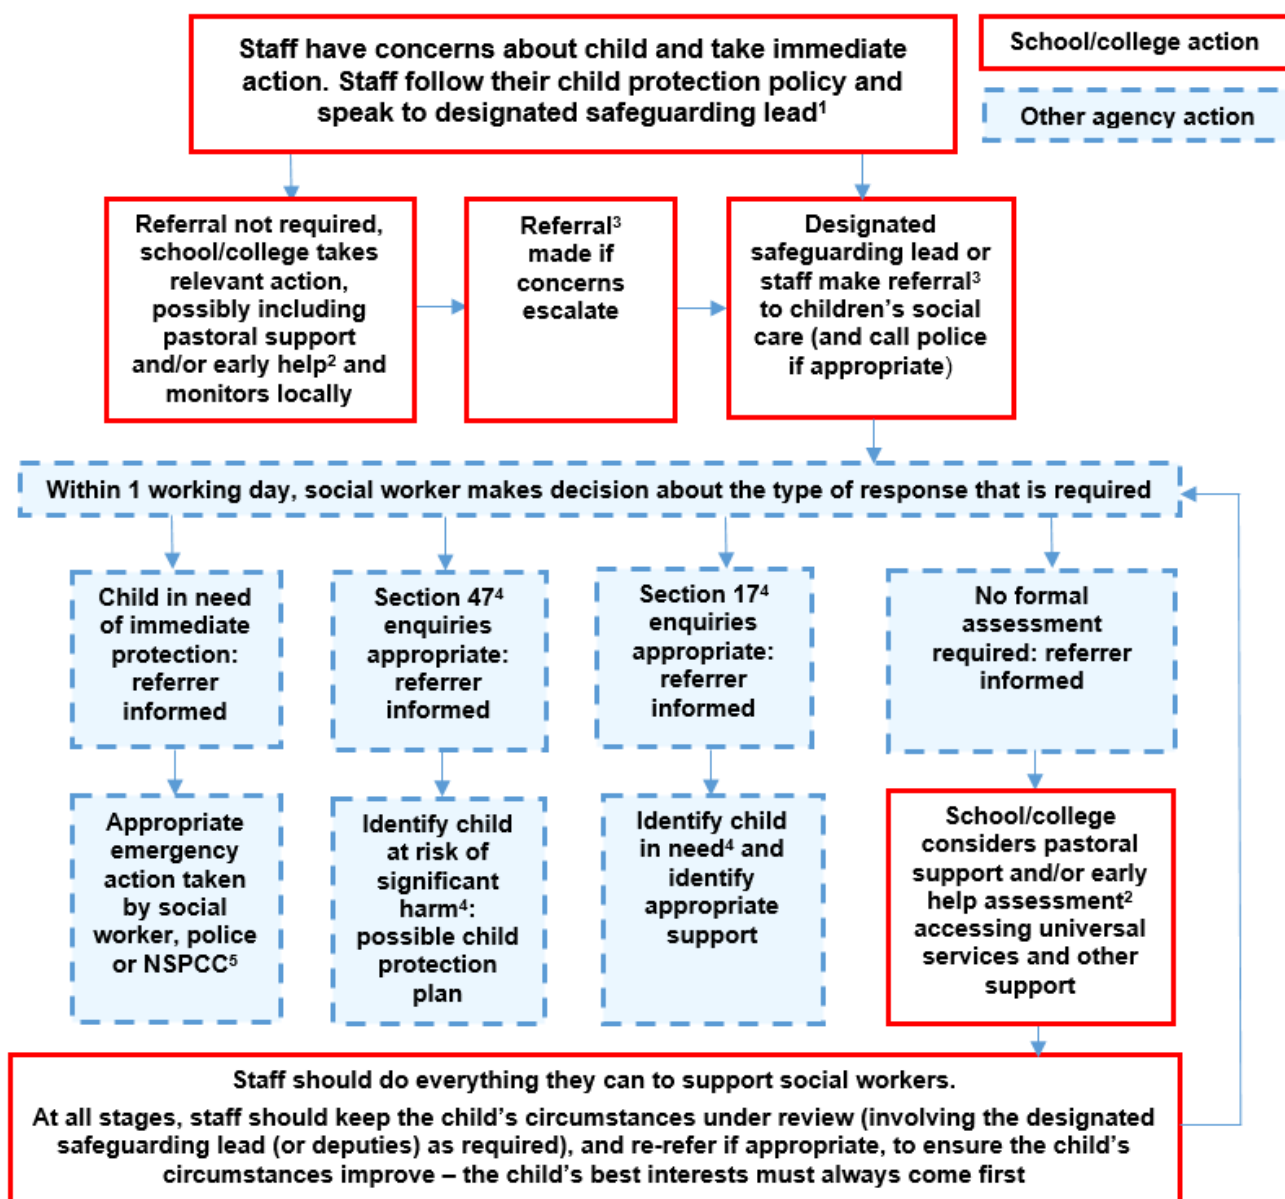 Staff have concerns about child and take immediate
action. Staff follow their child protection policy and
speak to designated safeguarding lead¹
School/college action
Other agency action
Referral not required,
school/college takes
relevant action,
possibly including
pastoral support
and/or early help² and
monitors locally
Referral³
made if
concerns
escalate
Designated
safeguarding lead or
staff make referral³
to children's social
care (and call police
if appropriate)
Within 1 working day, social worker makes decision about the type of response that is required
Child in need
of immediate
protection:
referrer
informed
Section 47⁴
enquiries
appropriate:
referrer
informed
Section 17⁴
enquiries
appropriate:
referrer
informed
No formal
assessment
required: referrer
informed
Appropriate
emergency
action taken
by social
worker, police
or NSPCC⁵
Identify child
at risk of
significant
harm⁴:
possible child
protection
plan
Identify child
in need⁴ and
identify
appropriate
support
School/college
considers pastoral
support and/or early
help assessment²
accessing universal
services and other
support
Staff should do everything they can to support social workers.
At all stages, staff should keep the child's circumstances under review (involving the designated
safeguarding lead (or deputies) as required), and re-refer if appropriate, to ensure the child's
circumstances improve – the child's best interests must always come first